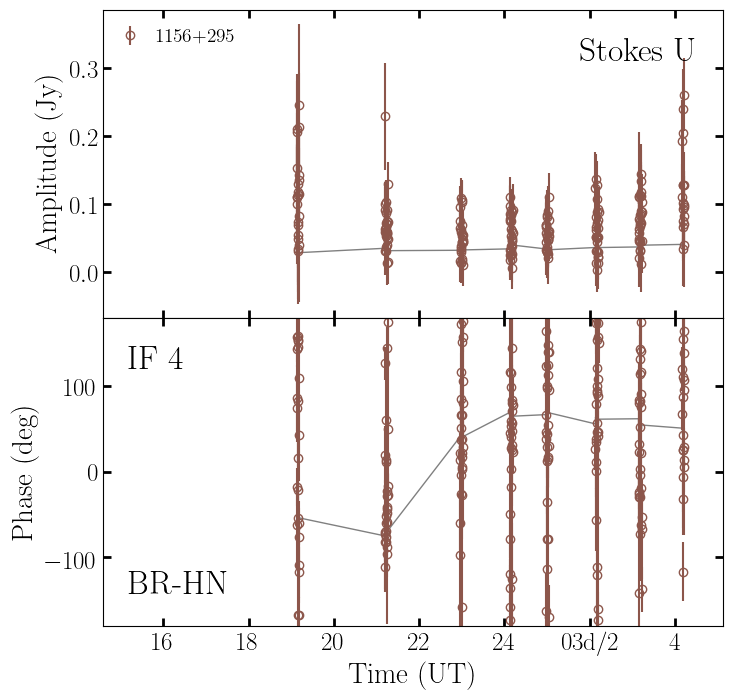 1156+295
Stokes U
Amplitude (Jy)
0.3
0.2
0.1
0.0
IF 4
Phase (deg)
100
0
−100
BR-HN
16 18 20 22 24 03d/2 4
Time (UT)